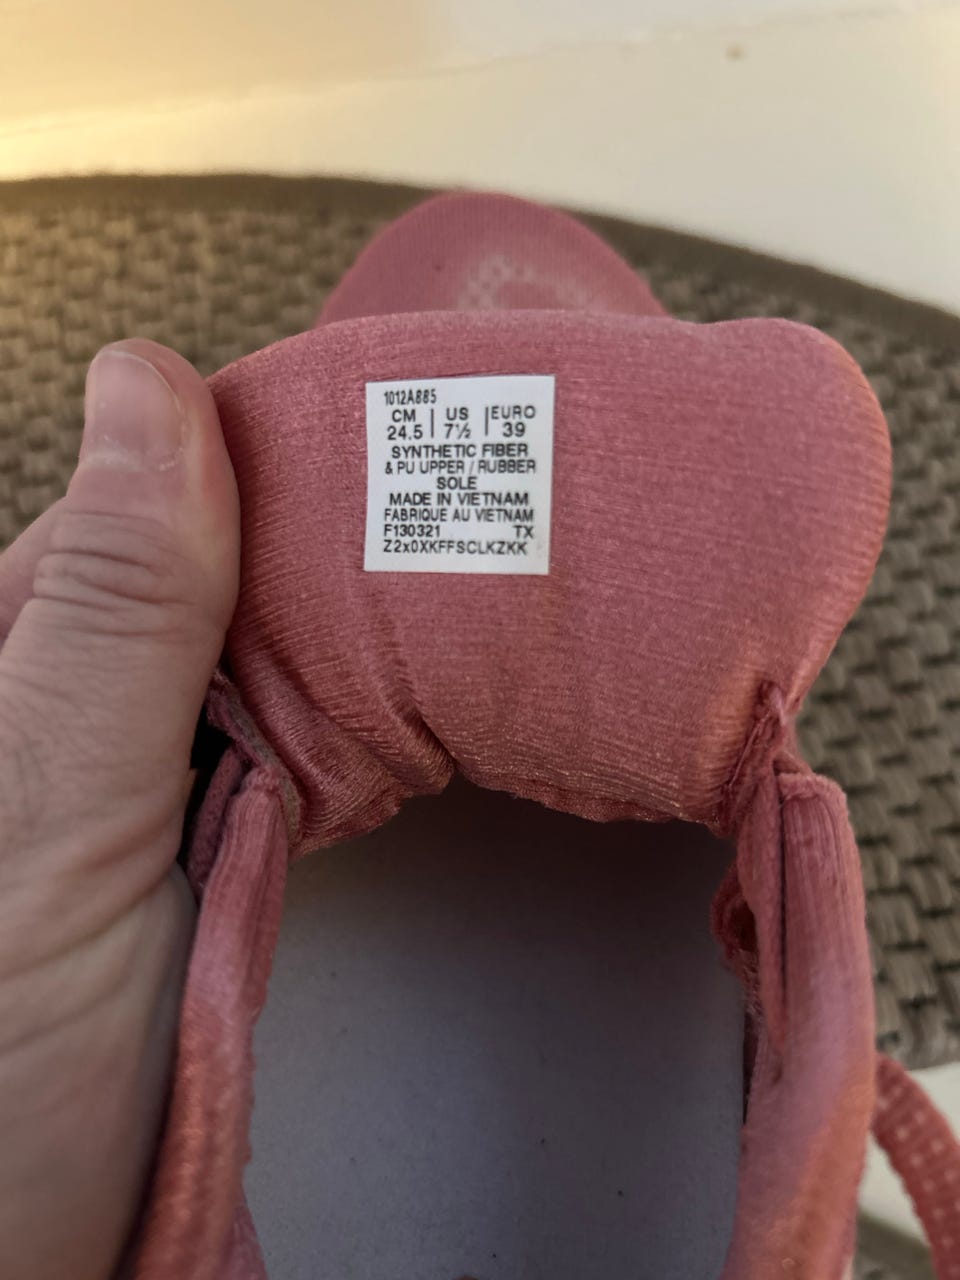 1012A885
CM | US | EURO
24.5 | 7½ | 39
SYNTHETIC FIBER
& PU UPPER / RUBBER
SOLE
MADE IN VIETNAM
FABRIQUE AU VIETNAM
F130321 TX
Z2x0XKFFSCLKZKK